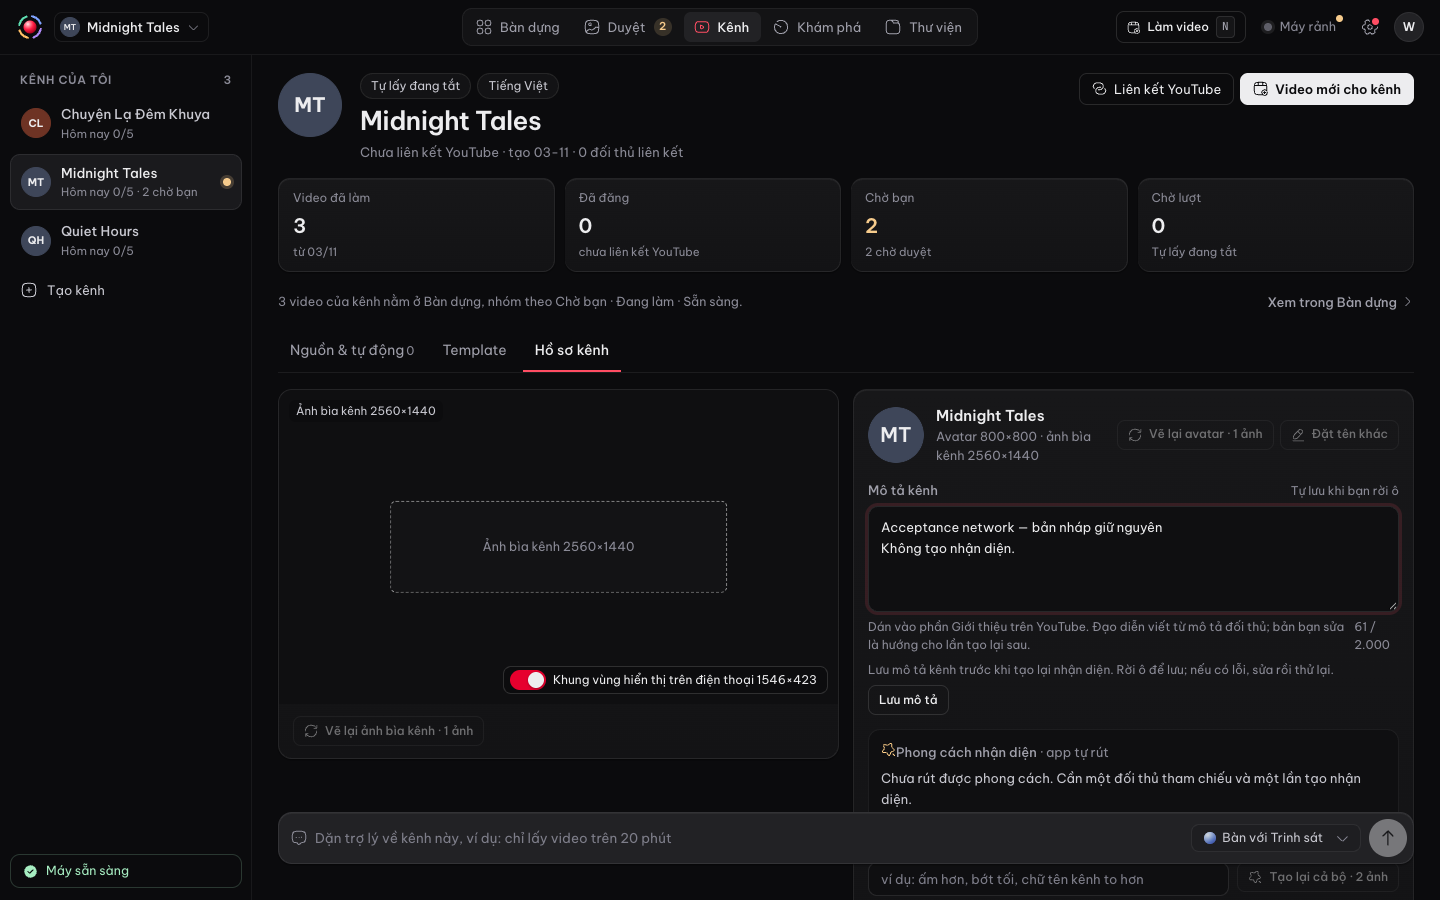 MT Midnight Tales
Bàn dựng
Duyệt 2
Kênh
Khám phá
Thư viện
Làm video N
Máy rảnh
W
KÊNH CỦA TÔI 3
CL
Chuyện Lạ Đêm Khuya
Hôm nay 0/5
MT
Midnight Tales
Hôm nay 0/5 · 2 chờ bạn
QH
Quiet Hours
Hôm nay 0/5
Tạo kênh
Máy sẵn sàng
MT
Tự lấy đang tắt
Tiếng Việt
Midnight Tales
Chưa liên kết YouTube · tạo 03-11 · 0 đối thủ liên kết
Liên kết YouTube
Video mới cho kênh
Video đã làm
3
từ 03/11
Đã đăng
0
chưa liên kết YouTube
Chờ bạn
2
2 chờ duyệt
Chờ lượt
0
Tự lấy đang tắt
3 video của kênh nằm ở Bàn dựng, nhóm theo Chờ bạn · Đang làm · Sẵn sàng.
Xem trong Bàn dựng
Nguồn & tự động 0
Template
Hồ sơ kênh
Ảnh bìa kênh 2560×1440
Ảnh bìa kênh 2560×1440
Khung vùng hiển thị trên điện thoại 1546×423
Vẽ lại ảnh bìa kênh · 1 ảnh
MT
Midnight Tales
Avatar 800×800 · ảnh bìa
kênh 2560×1440
Vẽ lại avatar · 1 ảnh
Đặt tên khác
Mô tả kênh
Tự lưu khi bạn rời ô
Acceptance network — bản nháp giữ nguyên
Không tạo nhận diện.
Dán vào phần Giới thiệu trên YouTube. Đạo diễn viết từ mô tả đối thủ; bản bạn sửa
là hướng cho lần tạo lại sau.
61 /
2.000
Lưu mô tả kênh trước khi tạo lại nhận diện. Rời ô để lưu; nếu có lỗi, sửa rồi thử lại.
Lưu mô tả
Phong cách nhận diện · app tự rút
Chưa rút được phong cách. Cần một đối thủ tham chiếu và một lần tạo nhận
diện.
Dặn trợ lý về kênh này, ví dụ: chỉ lấy video trên 20 phút
Bàn với Trinh sát
ví dụ: ấm hơn, bớt tối, chữ tên kênh to hơn
Tạo lại cả bộ · 2 ảnh